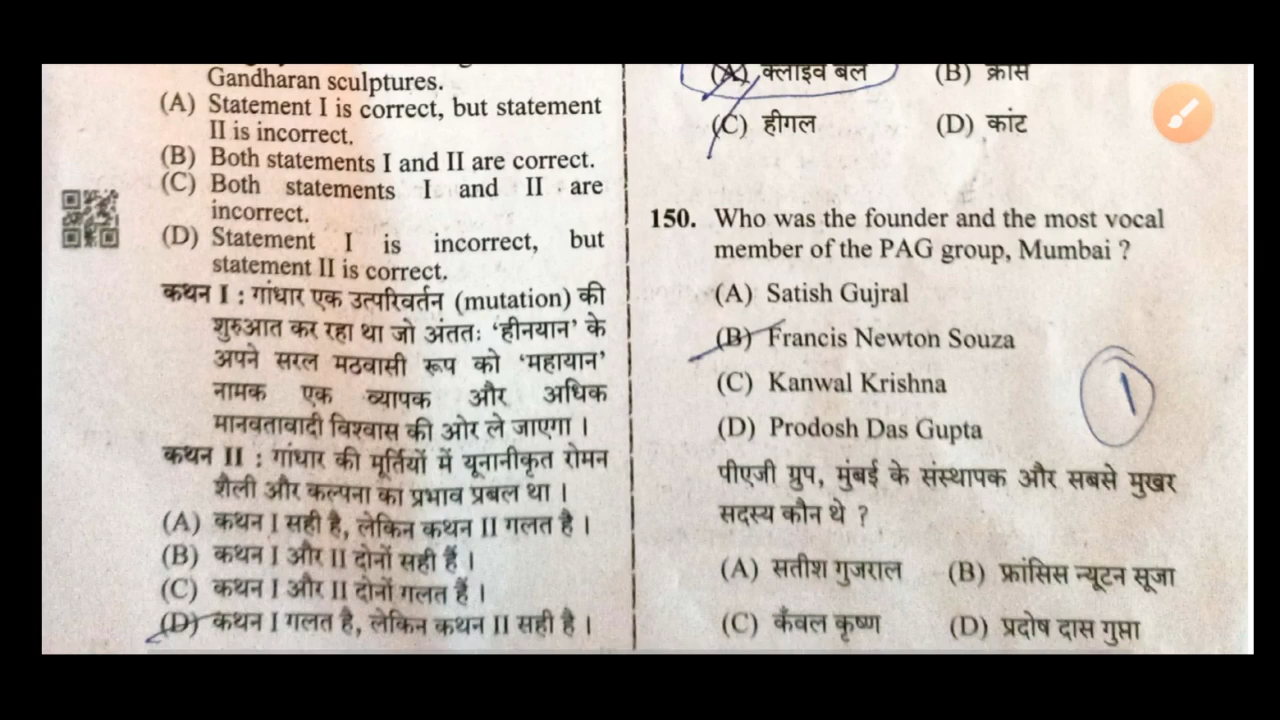 Gandharan sculptures.
(A) Statement I is correct, but statement
II is incorrect.
(B) Both statements I and II are correct.
(C) Both statements I and II are
incorrect.
(D) Statement I is incorrect, but
statement II is correct.
कथन I : गांधार एक उत्परिवर्तन (mutation) की
शुरुआत कर रहा था जो अंततः ‘हीनयान’ के
अपने सरल मठवासी रूप को ‘महायान’
नामक एक व्यापक और अधिक
मानवतावादी विश्वास की ओर ले जाएगा ।
कथन II : गांधार की मूर्तियों में यूनानीकृत रोमन
शैली और कल्पना का प्रभाव प्रबल था ।
(A) कथन I सही है, लेकिन कथन II गलत है ।
(B) कथन I और II दोनों सही हैं ।
(C) कथन I और II दोनों गलत हैं ।
(D) कथन I गलत है, लेकिन कथन II सही है ।
(A) क्लाइव बेल (B) क्रोसे
(C) हीगल (D) कांट
150. Who was the founder and the most vocal
member of the PAG group, Mumbai ?
(A) Satish Gujral
(B) Francis Newton Souza
(C) Kanwal Krishna
(D) Prodosh Das Gupta
पीएजी ग्रुप, मुंबई के संस्थापक और सबसे मुखर
सदस्य कौन थे ?
(A) सतीश गुजराल (B) फ्रांसिस न्यूटन सूजा
(C) कँवल कृष्ण (D) प्रदोष दास गुप्ता
1